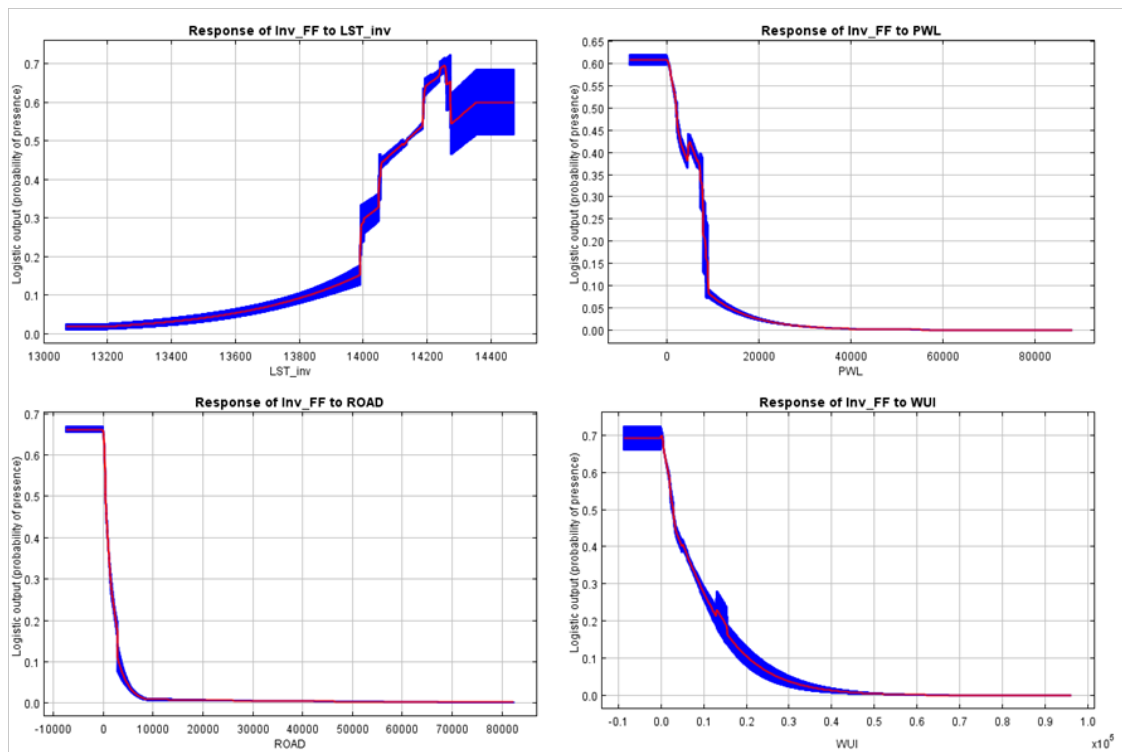 Response of Inv_FF to LST_inv
Logistic output (probability of presence)
0.7
0.6
0.5
0.4
0.3
0.2
0.1
0.0
13000 13200 13400 13600 13800 14000 14200 14400
LST_inv
Response of Inv_FF to PWL
Logistic output (probability of presence)
0.65
0.60
0.55
0.50
0.45
0.40
0.35
0.30
0.25
0.20
0.15
0.10
0.05
0.00
0 20000 40000 60000 80000
PWL
Response of Inv_FF to ROAD
Logistic output (probability of presence)
0.7
0.6
0.5
0.4
0.3
0.2
0.1
0.0
-10000 0 10000 20000 30000 40000 50000 60000 70000 80000
ROAD
Response of Inv_FF to WUI
Logistic output (probability of presence)
0.7
0.6
0.5
0.4
0.3
0.2
0.1
0.0
-0.1 0.0 0.1 0.2 0.3 0.4 0.5 0.6 0.7 0.8 0.9 1.0
x10⁵
WUI